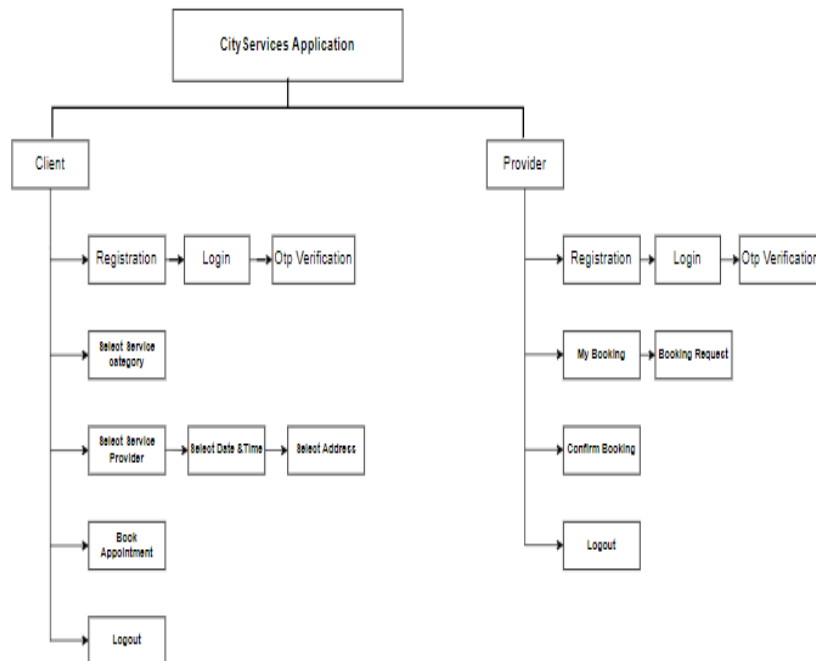 CityServices Application
Client
Provider
Registration
Login
Otp Verification
Registration
Login
Otp Verification
Select Service
category
My Booking
Booking Request
Select Service
Provider
Select Date &Time
Select Address
Confirm Booking
Book
Appointment
Logout
Logout